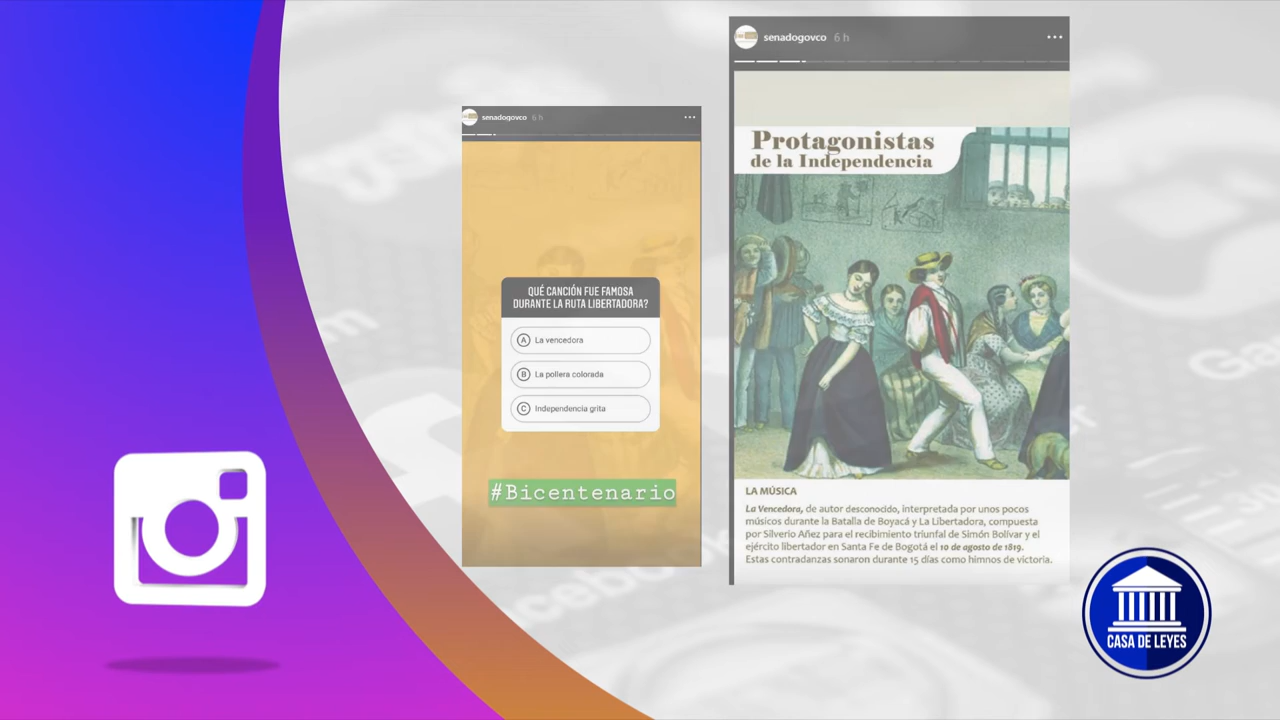 senadogovco 6 h
QUÉ CANCIÓN FUE FAMOSA
DURANTE LA RUTA LIBERTADORA?
A La vencedora
B La pollera colorada
C Independencia grita
#Bicentenario
senadogovco 6 h
Protagonistas
de la Independencia
LA MÚSICA
La Vencedora, de autor desconocido, interpretada por unos pocos
músicos durante la Batalla de Boyacá y La Libertadora, compuesta
por Silverio Añez para el recibimiento triunfal de Simón Bolívar y el
ejército libertador en Santa Fe de Bogotá el 10 de agosto de 1819.
Estas contradanzas sonaron durante 15 días como himnos de victoria.
CASA DE LEYES